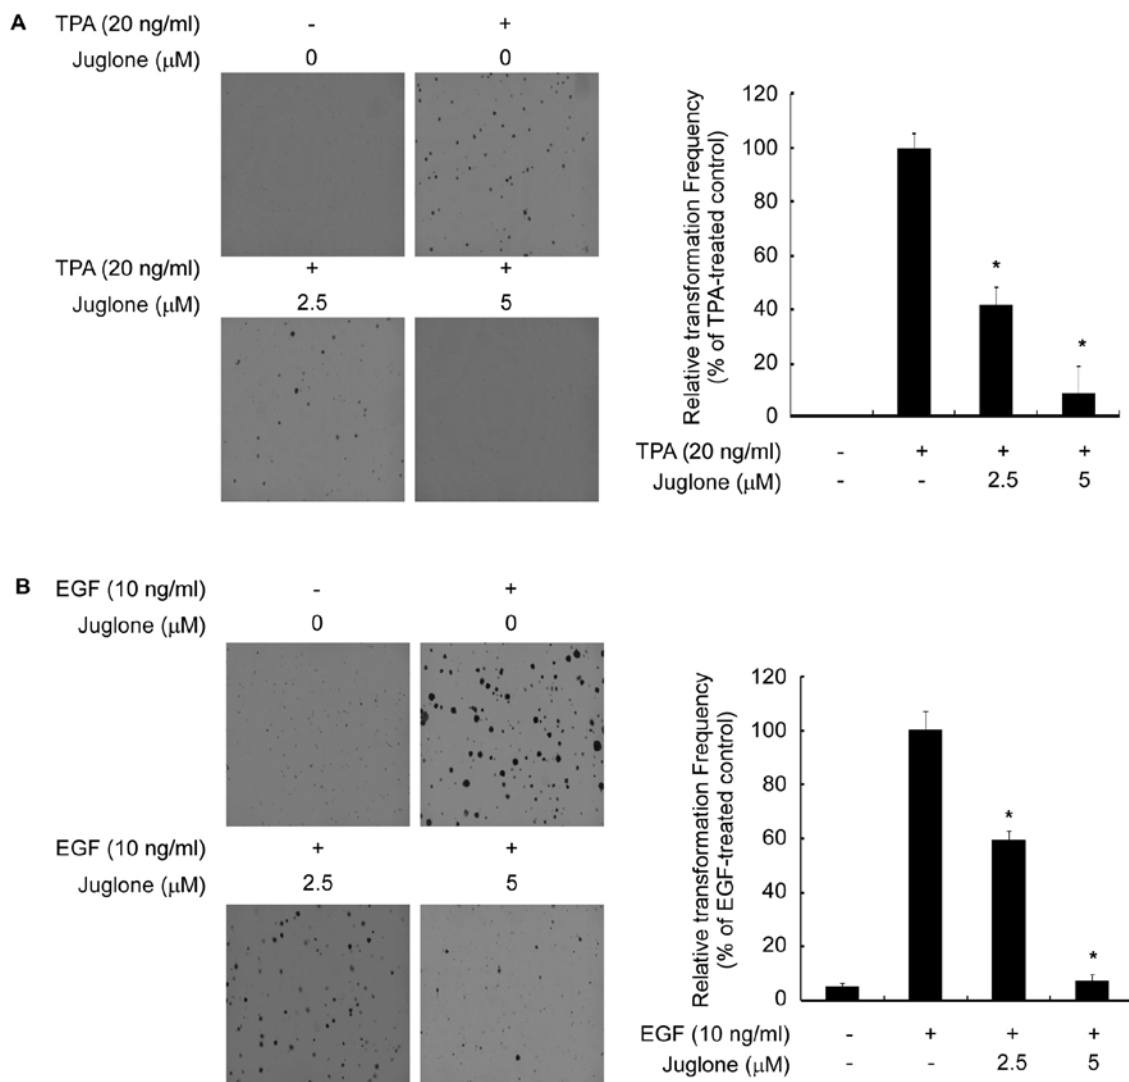 A
TPA (20 ng/ml) - +
Juglone (μM) 0 0
TPA (20 ng/ml) + +
Juglone (μM) 2.5 5
Relative transformation Frequency
(% of TPA-treated control)
120
100
80
60
40
20
0
*
*
TPA (20 ng/ml) - + + +
Juglone (μM) - - 2.5 5
B
EGF (10 ng/ml) - +
Juglone (μM) 0 0
EGF (10 ng/ml) + +
Juglone (μM) 2.5 5
Relative transformation Frequency
(% of EGF-treated control)
120
100
80
60
40
20
0
*
*
EGF (10 ng/ml) - + + +
Juglone (μM) - - 2.5 5